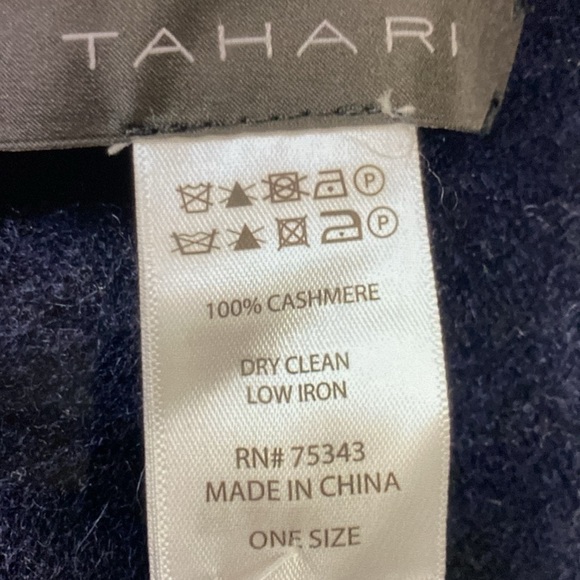 TAHARI
P
P
100% CASHMERE
DRY CLEAN
LOW IRON
RN# 75343
MADE IN CHINA
ONE SIZE